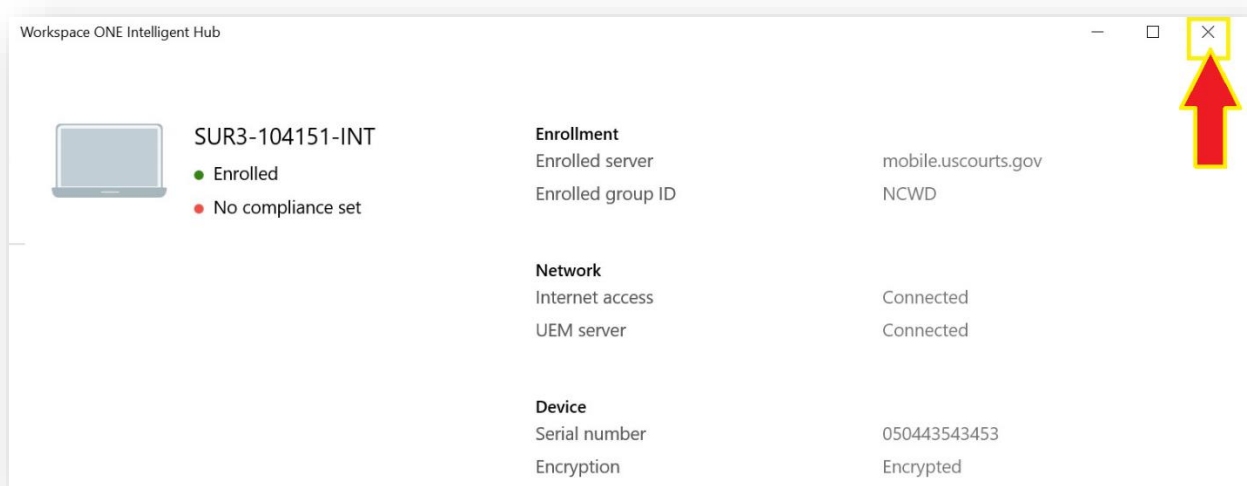 Workspace ONE Intelligent Hub
SUR3-104151-INT
Enrolled
No compliance set
Enrollment
Enrolled server mobile.uscourts.gov
Enrolled group ID NCWD
Network
Internet access Connected
UEM server Connected
Device
Serial number 050443543453
Encryption Encrypted